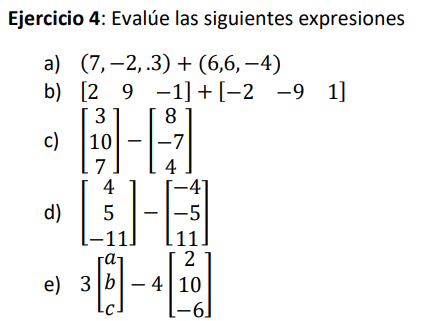 Ejercicio 4: Evalúe las siguientes expresiones
a) (7, −2, .3) + (6,6, −4)
b) [2 9 −1] + [−2 −9 1]
c) [3 10 7] − [8 −7 4]
d) [4 5 −11] − [−4 −5 11]
e) 3 [a b c] − 4 [2 10 −6]